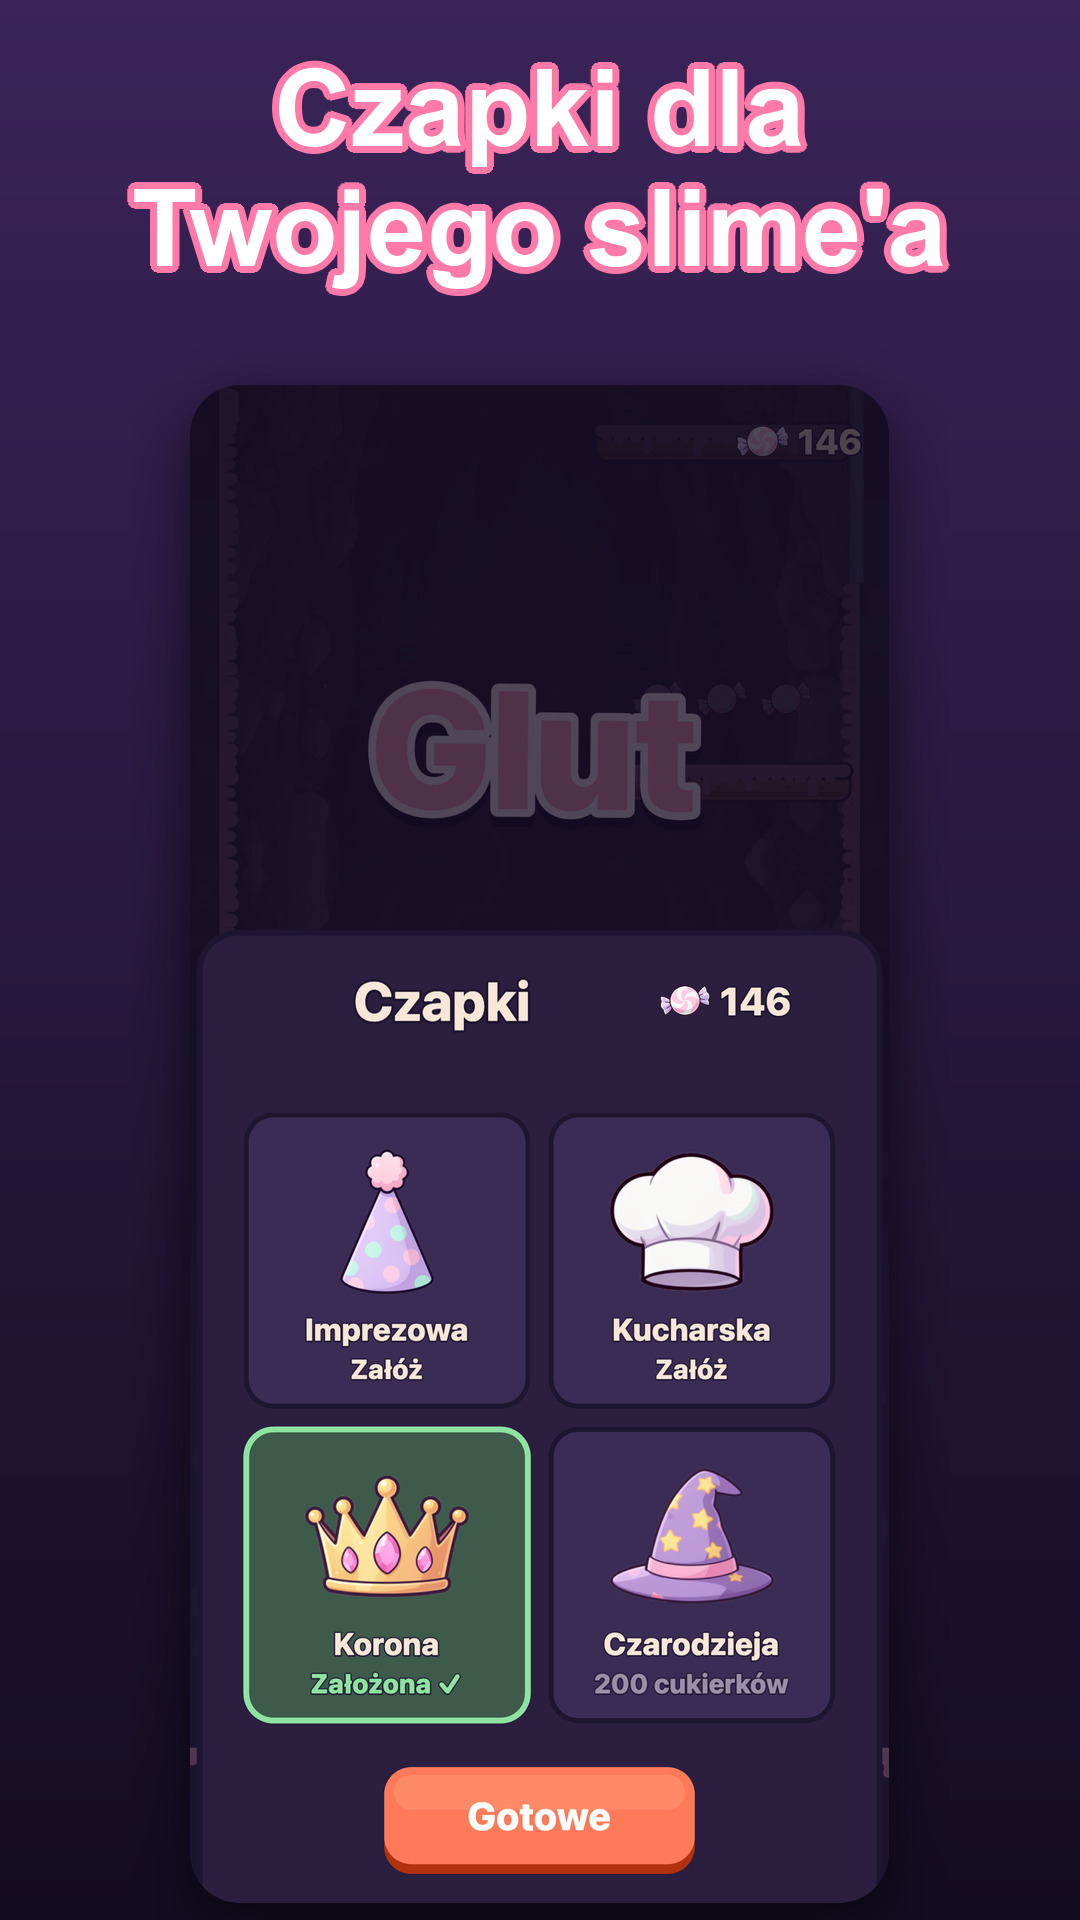 Czapki dla
Twojego slime'a
146
Glut
Czapki
146
Imprezowa
Załóż
Kucharska
Załóż
Korona
Założona ✓
Czarodzieja
200 cukierków
Gotowe